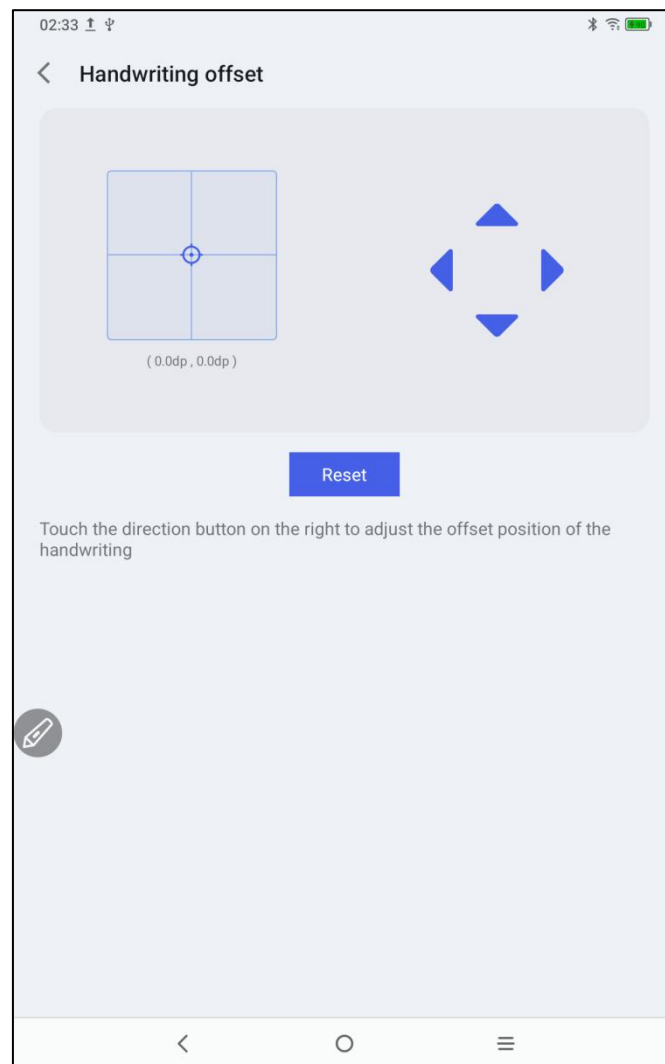 02:33
Handwriting offset
( 0.0dp , 0.0dp )
Reset
Touch the direction button on the right to adjust the offset position of the
handwriting